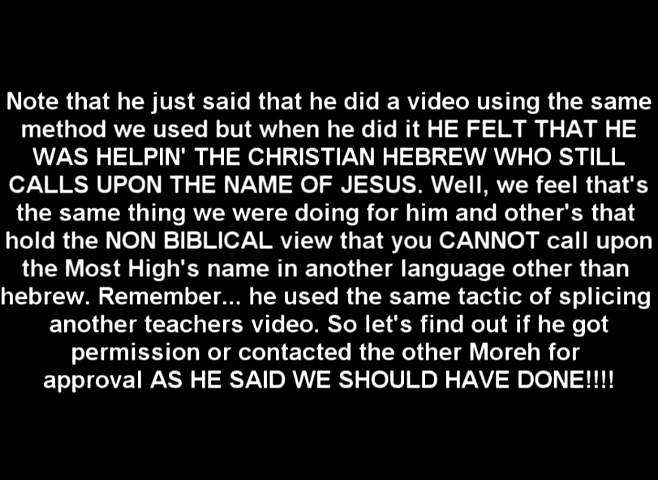 Note that he just said that he did a video using the same
method we used but when he did it HE FELT THAT HE
WAS HELPIN' THE CHRISTIAN HEBREW WHO STILL
CALLS UPON THE NAME OF JESUS. Well, we feel that's
the same thing we were doing for him and other's that
hold the NON BIBLICAL view that you CANNOT call upon
the Most High's name in another language other than
hebrew. Remember... he used the same tactic of splicing
another teachers video. So let's find out if he got
permission or contacted the other Moreh for
approval AS HE SAID WE SHOULD HAVE DONE!!!!